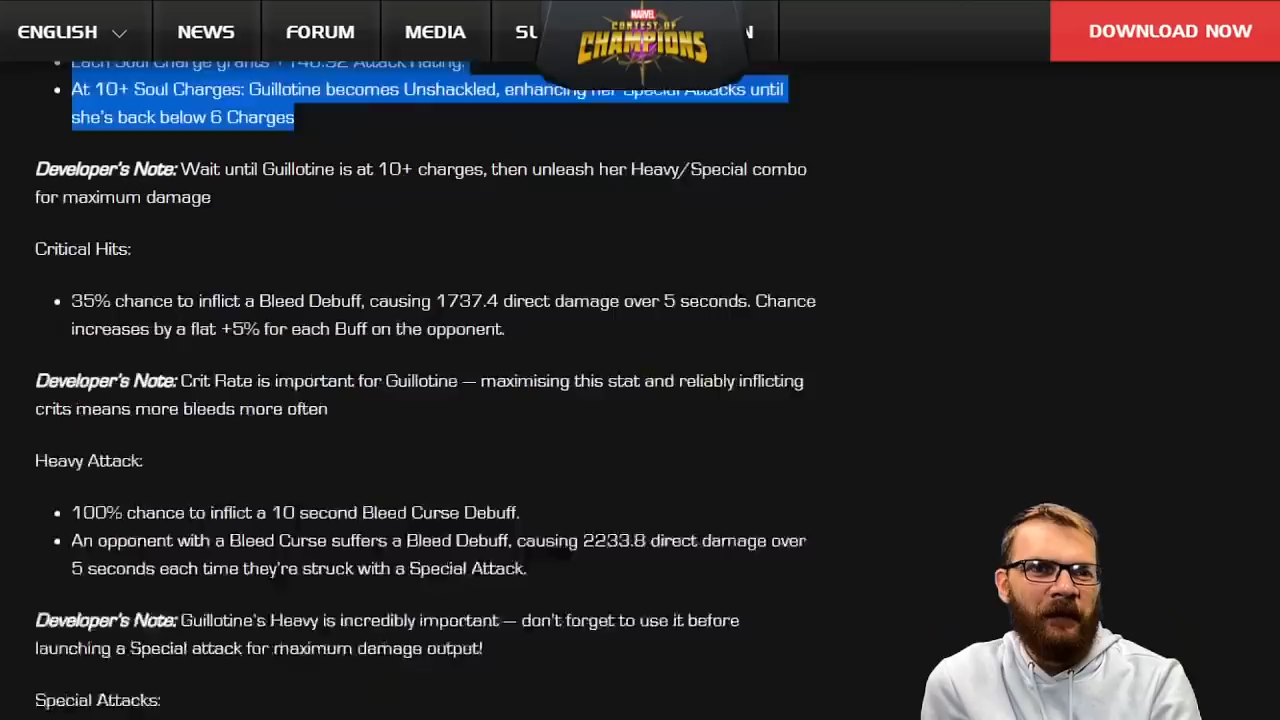 ENGLISH NEWS FORUM MEDIA SU N DOWNLOAD NOW
MARVEL
CONTEST OF
CHAMPIONS
Each Soul Charge grants +146.92 Attack Rating.
At 10+ Soul Charges: Guillotine becomes Unshackled, enhancing her Special Attacks until
she's back below 6 Charges
Developer's Note: Wait until Guillotine is at 10+ charges, then unleash her Heavy/Special combo
for maximum damage
Critical Hits:
35% chance to inflict a Bleed Debuff, causing 1737.4 direct damage over 5 seconds. Chance
increases by a flat +5% for each Buff on the opponent.
Developer's Note: Crit Rate is important for Guillotine — maximising this stat and reliably inflicting
crits means more bleeds more often
Heavy Attack:
100% chance to inflict a 10 second Bleed Curse Debuff.
An opponent with a Bleed Curse suffers a Bleed Debuff, causing 2233.8 direct damage over
5 seconds each time they're struck with a Special Attack.
Developer's Note: Guillotine's Heavy is incredibly important — don't forget to use it before
launching a Special attack for maximum damage output!
Special Attacks: